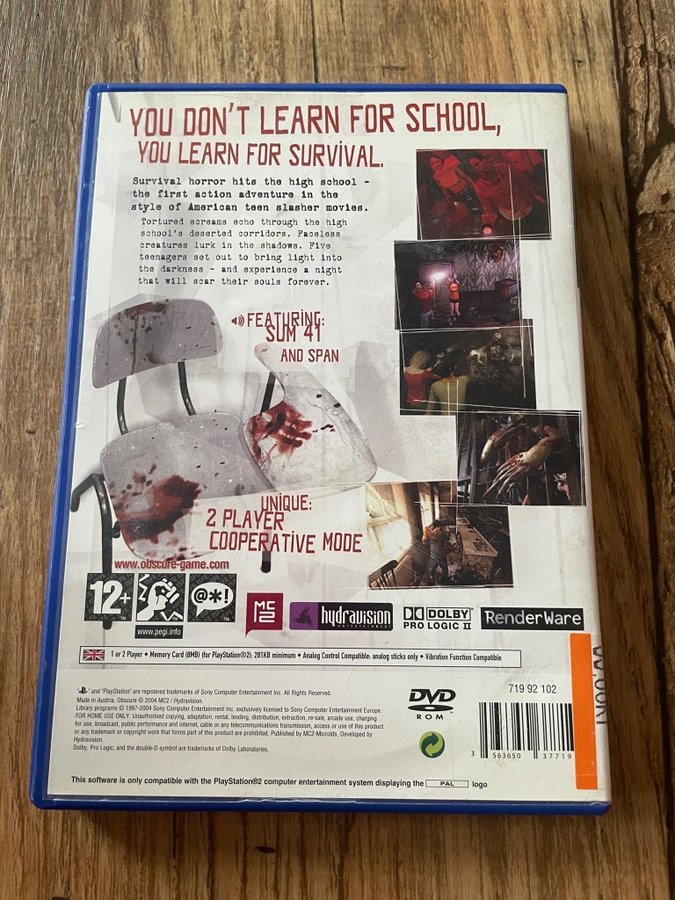 YOU DON'T LEARN FOR SCHOOL,
YOU LEARN FOR SURVIVAL.
Survival horror hits the high school -
the first action adventure in the
style of American teen slasher movies.
Tortured screams echo through the high
school's deserted corridors. Faceless
creatures lurk in the shadows. Five
teenagers set out to bring light into
the darkness - and experience a night
that will scar their souls forever.
FEATURING:
SUM 41
AND SPAN
UNIQUE:
2 PLAYER
COOPERATIVE MODE
www.obscure-game.com
12+
www.pegi.info
@*!
MC2
hydravision
ENTERTAINMENT
DOLBY
PRO LOGIC II
RenderWare
1 or 2 Player • Memory Card (8MB) (for PlayStation®2): 281KB minimum • Analog Control Compatible: analog sticks only • Vibration Function Compatible
and "PlayStation" are registered trademarks of Sony Computer Entertainment Inc. All Rights Reserved.
Made in Austria. Obscure © 2004 MC2 / Hydravision.
Library programs © 1997-2004 Sony Computer Entertainment Inc. exclusively licensed to Sony Computer Entertainment Europe.
FOR HOME USE ONLY. Unauthorised copying, adaptation, rental, lending, distribution, extraction, re-sale, arcade use, charging
for use, broadcast, public performance and internet, cable or any telecommunications transmission, access or use of this product
or any trademark or copyright work that forms part of this product are prohibited. Published by MC2-Microïds. Developed by
Hydravision.
Dolby, Pro Logic, and the double-D symbol are trademarks of Dolby Laboratories.
719 92 102
DVD
ROM
3 563650 37719
This software is only compatible with the PlayStation®2 computer entertainment system displaying the PAL logo